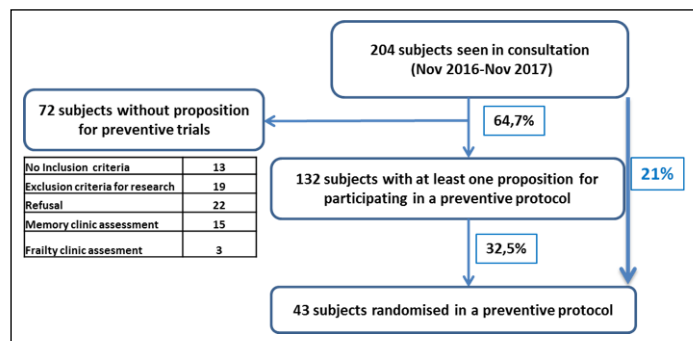 204 subjects seen in consultation
(Nov 2016-Nov 2017)
72 subjects without proposition
for preventive trials
64,7%
No Inclusion criteria 13
Exclusion criteria for research 19
Refusal 22
Memory clinic assessment 15
Frailty clinic assesment 3
132 subjects with at least one proposition for
participating in a preventive protocol
21%
32,5%
43 subjects randomised in a preventive protocol